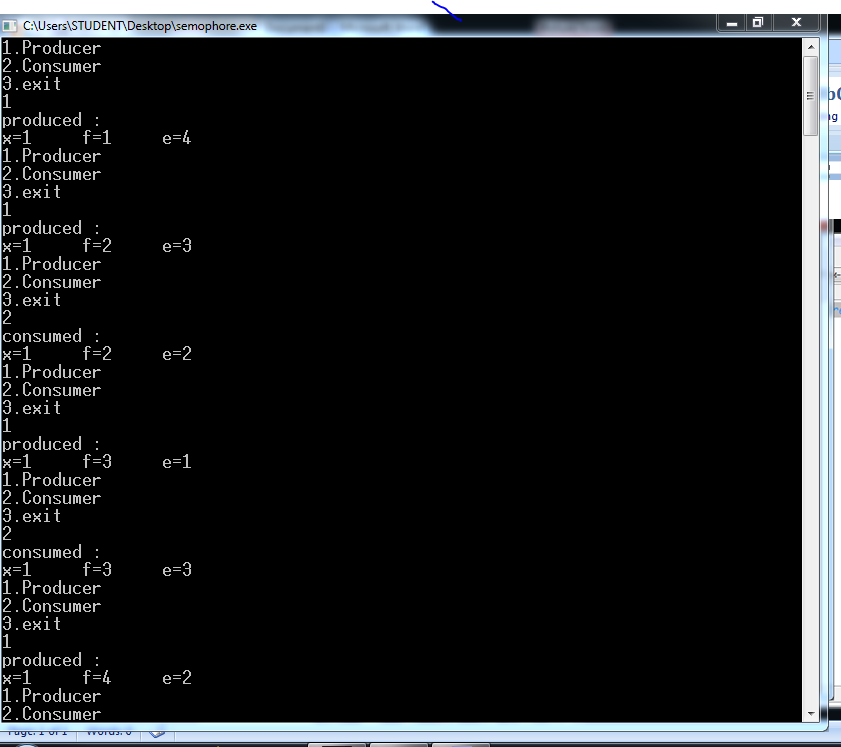 C:\Users\STUDENT\Desktop\semophore.exe
1.Producer
2.Consumer
3.exit
1
produced :
x=1 f=1 e=4
1.Producer
2.Consumer
3.exit
1
produced :
x=1 f=2 e=3
1.Producer
2.Consumer
3.exit
2
consumed :
x=1 f=2 e=2
1.Producer
2.Consumer
3.exit
1
produced :
x=1 f=3 e=1
1.Producer
2.Consumer
3.exit
2
consumed :
x=1 f=3 e=3
1.Producer
2.Consumer
3.exit
1
produced :
x=1 f=4 e=2
1.Producer
2.Consumer
Page: 1 of 1 Words: 0